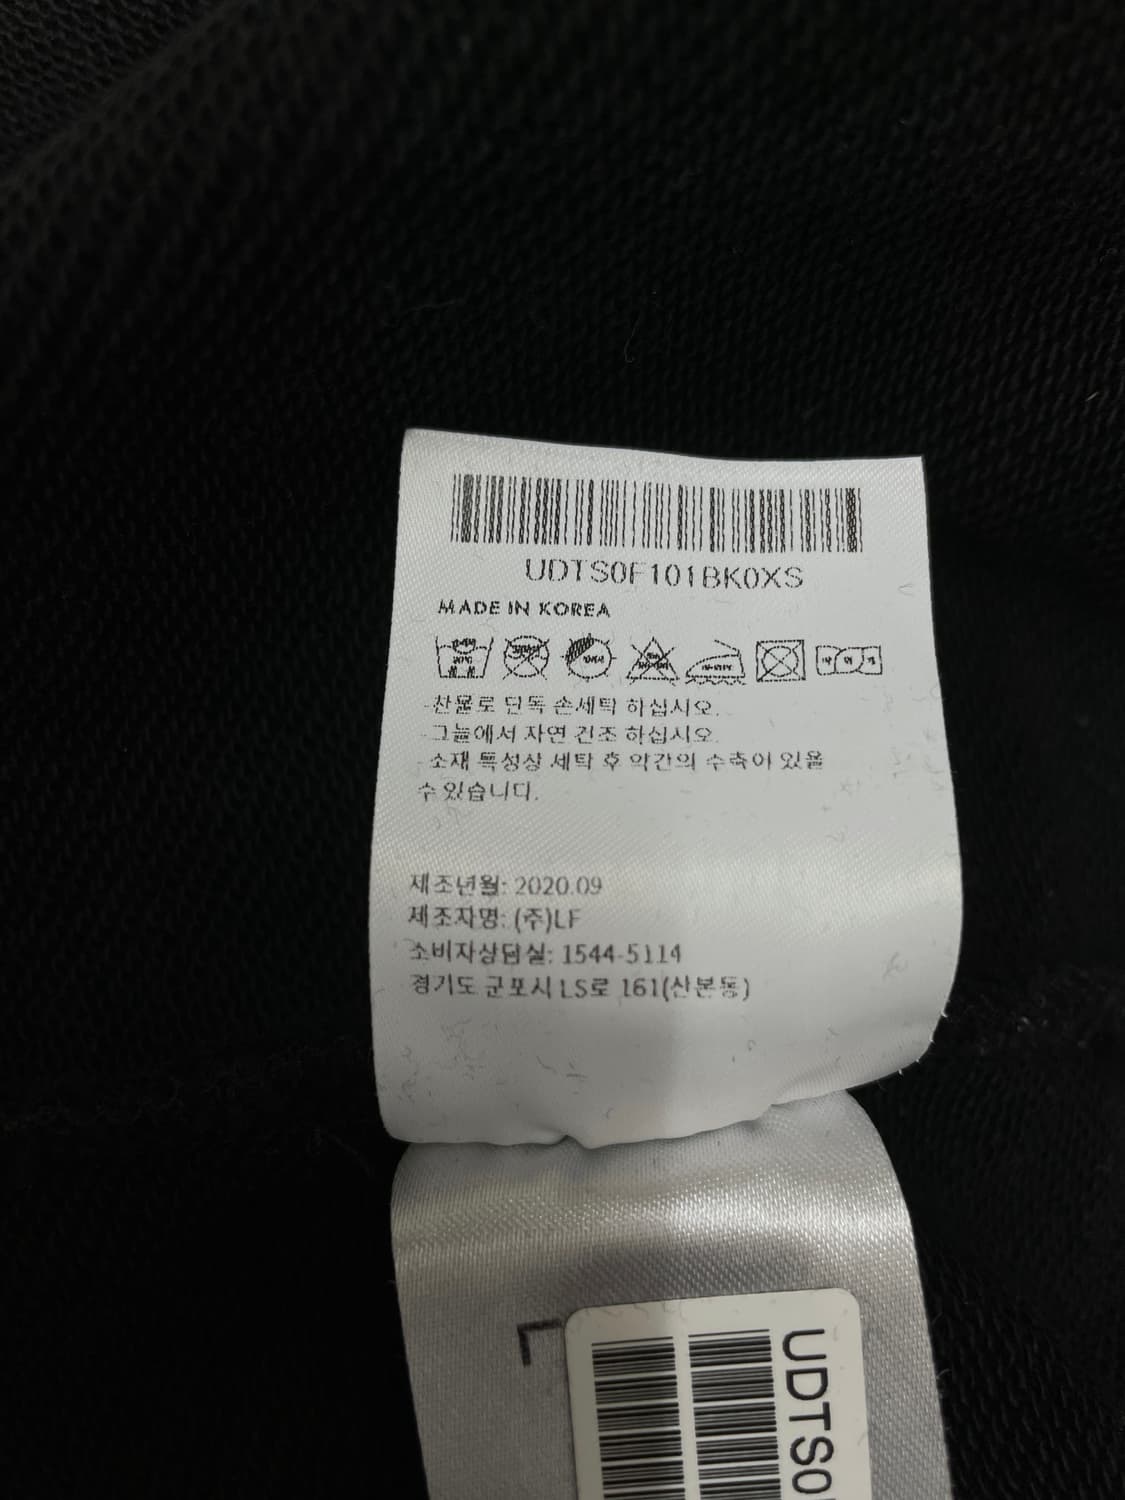 UDTS0F101BK0XS
MADE IN KOREA
-찬물로 단독 손세탁 하십시오.
-그늘에서 자연 건조 하십시오.
-소재 특성상 세탁 후 약간의 수축이 있을
수 있습니다.
제조년월: 2020.09
제조자명: (주)LF
소비자상담실: 1544-5114
경기도 군포시 LS로 161(산본동)
UDTS0